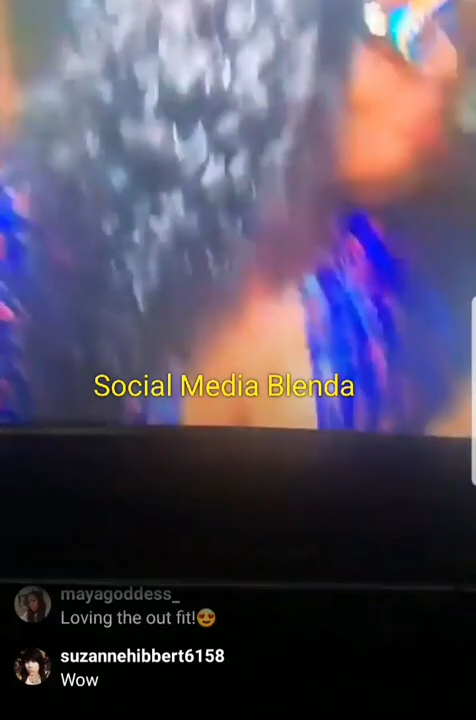 Social Media Blenda
mayagoddess_
Loving the out fit!😍
suzannehibbert6158
Wow